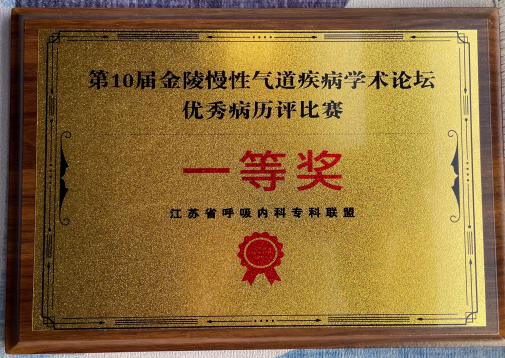 第10届金陵慢性气道疾病学术论坛
优秀病历评比赛
一等奖
江苏省呼吸内科专科联盟